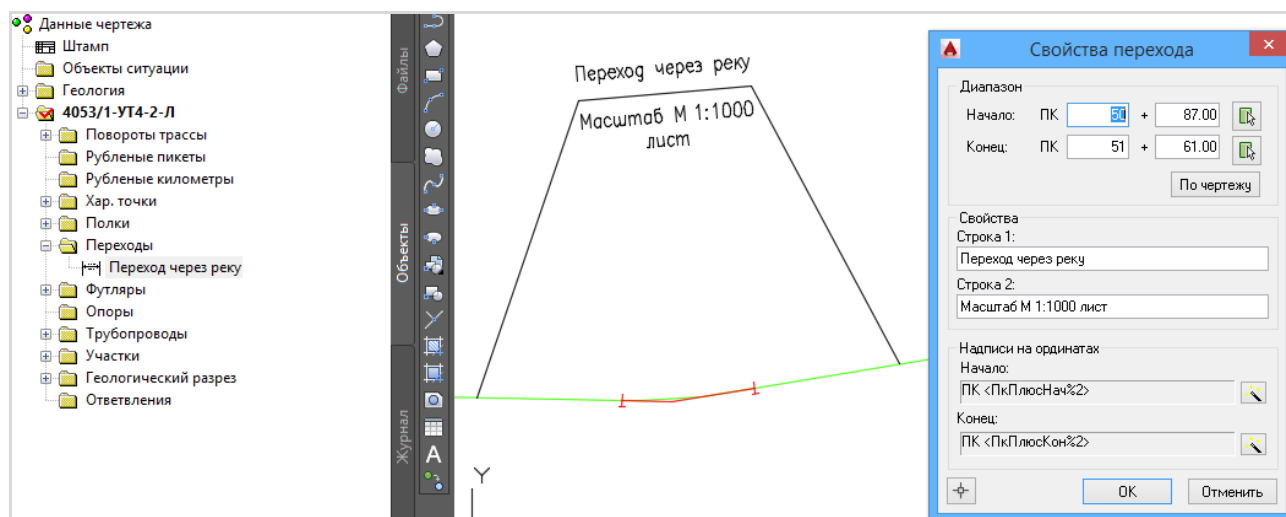 Данные чертежа
Штамп
Объекты ситуации
Геология
4053/1-УТ4-2-Л
Повороты трассы
Рубленые пикеты
Рубленые километры
Хар. точки
Полки
Переходы
Переход через реку
Футляры
Опоры
Трубопроводы
Участки
Геологический разрез
Ответвления
Файлы
Объекты
Журнал
A
Переход через реку
Масштаб М 1:1000
лист
Y
Свойства перехода
Диапазон
Начало: ПК 50 + 87.00
Конец: ПК 51 + 61.00
По чертежу
Свойства
Строка 1:
Переход через реку
Строка 2:
Масштаб М 1:1000 лист
Надписи на ординатах
Начало:
ПК <ПкПлюсНач%2>
Конец:
ПК <ПкПлюсКон%2>
OK
Отменить